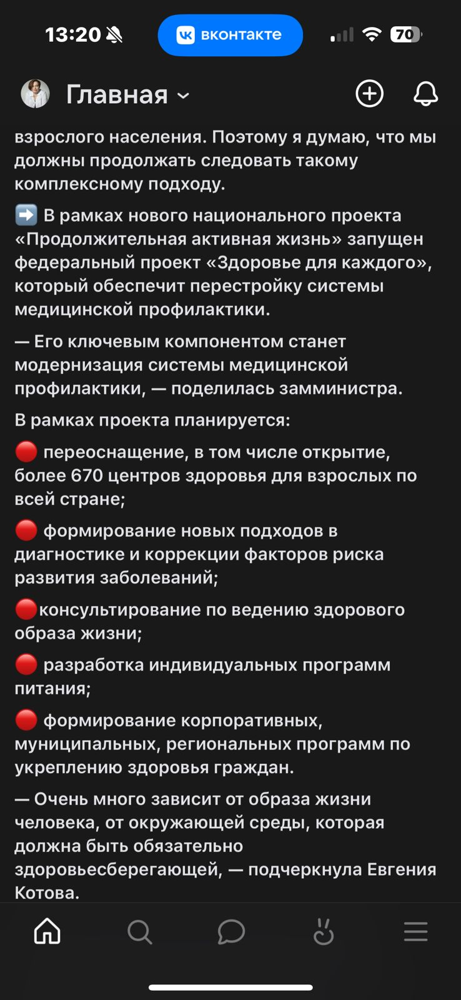 13:20
вконтакте
70
Главная
взрослого населения. Поэтому я думаю, что мы
должны продолжать следовать такому
комплексному подходу.
➡️ В рамках нового национального проекта
«Продолжительная активная жизнь» запущен
федеральный проект «Здоровье для каждого»,
который обеспечит перестройку системы
медицинской профилактики.
— Его ключевым компонентом станет
модернизация системы медицинской
профилактики, — поделилась замминистра.
В рамках проекта планируется:
🔴 переоснащение, в том числе открытие,
более 670 центров здоровья для взрослых по
всей стране;
🔴 формирование новых подходов в
диагностике и коррекции факторов риска
развития заболеваний;
🔴консультирование по ведению здорового
образа жизни;
🔴 разработка индивидуальных программ
питания;
🔴 формирование корпоративных,
муниципальных, региональных программ по
укреплению здоровья граждан.
— Очень много зависит от образа жизни
человека, от окружающей среды, которая
должна быть обязательно
здоровьесберегающей, — подчеркнула Евгения
Котова.